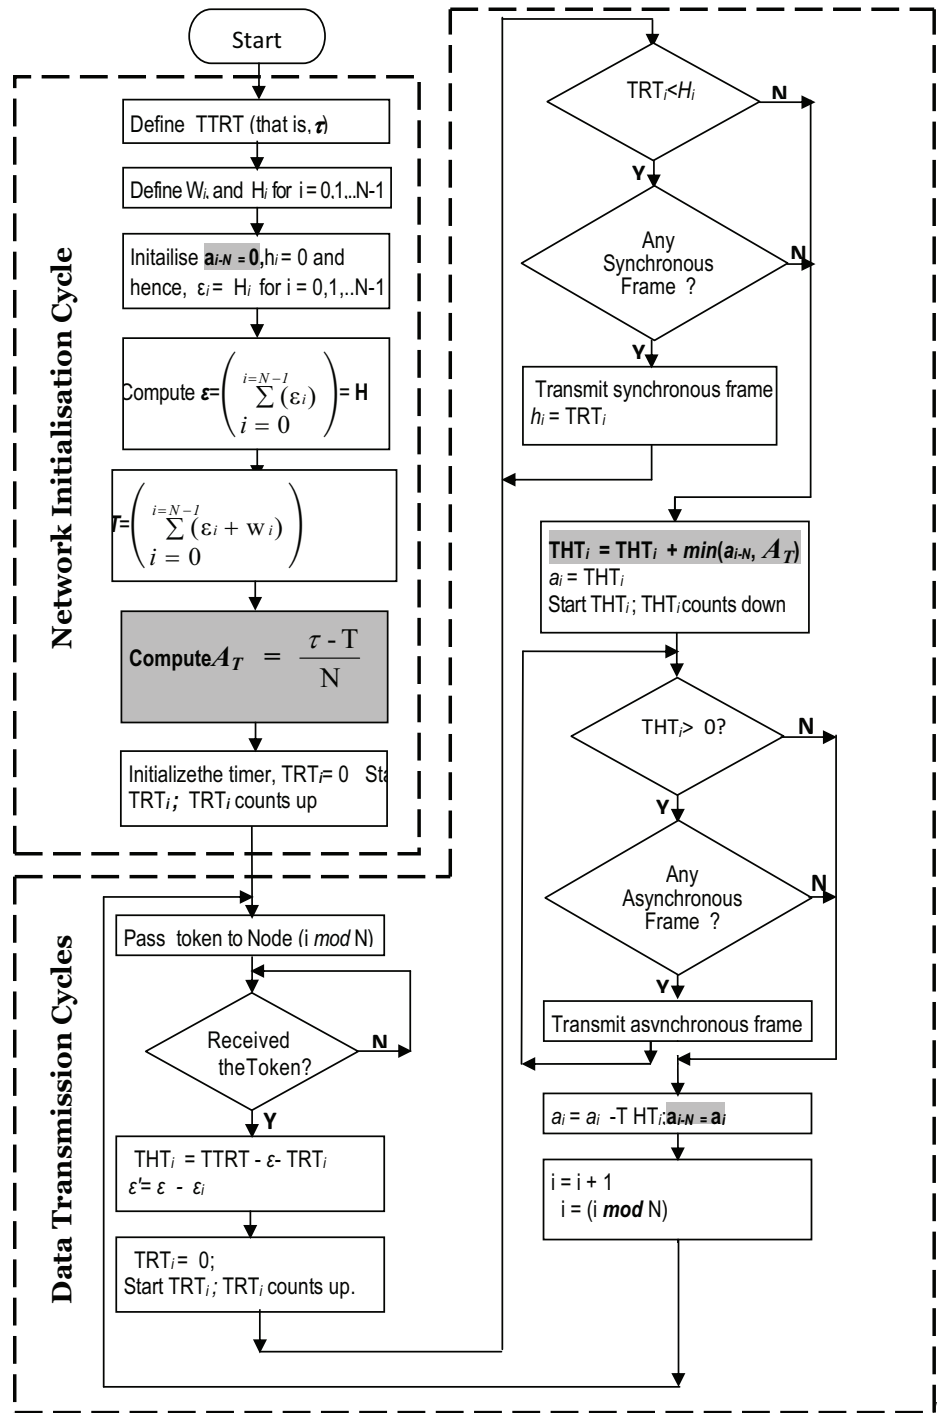 Start
Network Initialisation Cycle
Define TTRT (that is, τ)
Define Wi, and Hi for i = 0,1,..N-1
Initailise ai-N = 0,hi = 0 and
hence, εi = Hi for i = 0,1,..N-1
Compute ε=( i=N-1 Σ i = 0 (εi) ) = H
T=( i=N-1 Σ i = 0 (εi + wi) )
Compute AT = τ - T / N
Initializethe timer, TRTi= 0
TRTi; TRTi counts up
Data Transmission Cycles
Pass token to Node (i mod N)
Received
theToken?
N
Y
THTi = TTRT - ε- TRTi
ε'= ε - εi
TRTi = 0;
Start TRTi; TRTi counts up.
TRTi<Hi
N
Y
Any
Synchronous
Frame ?
N
Y
Transmit synchronous frame
hi = TRTi
THTi = THTi + min(ai-N, AT)
ai = THTi
Start THTi; THTi counts down
THTi> 0?
N
Y
Any
Asynchronous
Frame ?
N
Y
Transmit asynchronous frame
ai = ai -T HTi;ai-N = ai
i = i + 1
i = (i mod N)